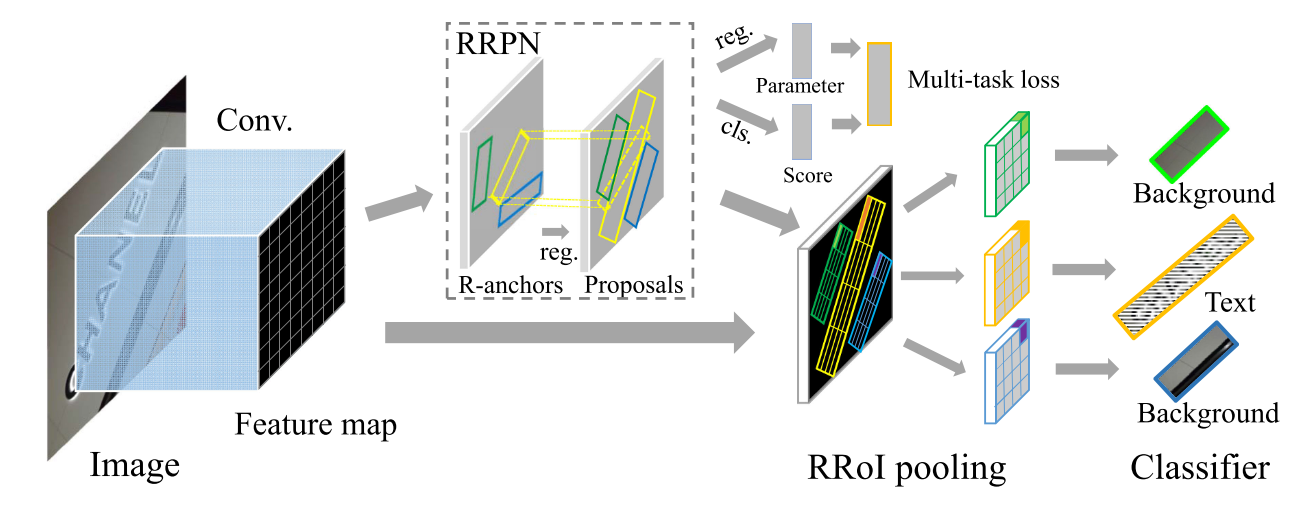 RRPN
reg.
Parameter
Multi-task loss
cls.
Score
Conv.
CHANEL
R-anchors
reg.
Proposals
Background
Text
Background
Feature map
Image
RRoI pooling
Classifier